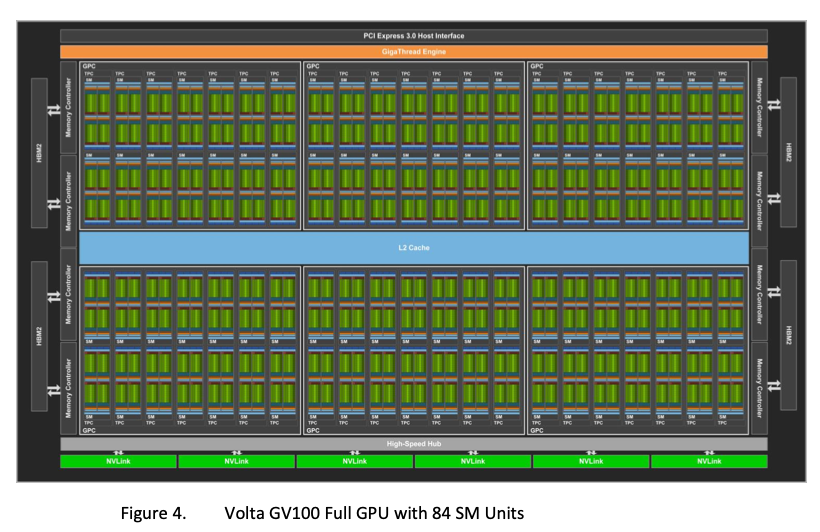 PCI Express 3.0 Host Interface
GigaThread Engine
GPC GPC GPC
TPC TPC TPC TPC TPC TPC TPC TPC TPC TPC TPC TPC TPC TPC TPC TPC TPC TPC TPC TPC TPC
SM SM SM SM SM SM SM SM SM SM SM SM SM SM SM SM SM SM SM SM SM
Memory Controller
Memory Controller
HBM2
HBM2
SM SM SM SM SM SM SM SM SM SM SM SM SM SM SM SM SM SM SM SM SM
Memory Controller
Memory Controller
L2 Cache
Memory Controller
Memory Controller
HBM2
HBM2
SM SM SM SM SM SM SM SM SM SM SM SM SM SM SM SM SM SM SM SM SM
Memory Controller
Memory Controller
SM SM SM SM SM SM SM SM SM SM SM SM SM SM SM SM SM SM SM SM SM
TPC TPC TPC TPC TPC TPC TPC TPC TPC TPC TPC TPC TPC TPC TPC TPC TPC TPC TPC TPC TPC
GPC GPC GPC
High-Speed Hub
NVLink NVLink NVLink NVLink NVLink NVLink
Figure 4. Volta GV100 Full GPU with 84 SM Units